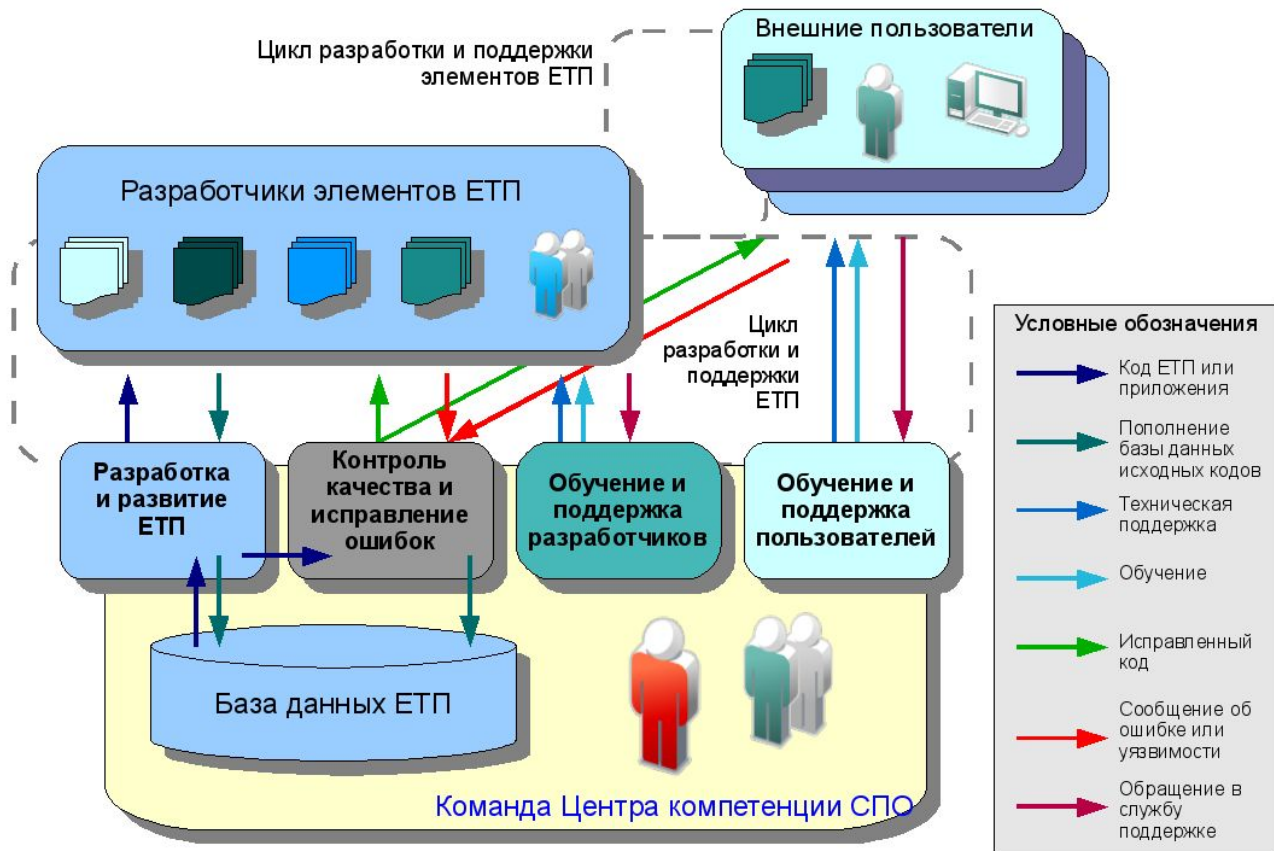 Внешние пользователи
Цикл разработки и поддержки
элементов ЕТП
Разработчики элементов ЕТП
Цикл
разработки и
поддержки
ЕТП
Разработка
и развитие
ЕТП
Контроль
качества и
исправление
ошибок
Обучение и
поддержка
разработчиков
Обучение и
поддержка
пользователей
База данных ЕТП
Команда Центра компетенции СПО
Условные обозначения
Код ЕТП или
приложения
Пополнение
базы данных
исходных кодов
Техническая
поддержка
Обучение
Исправленный
код
Сообщение об
ошибке или
уязвимости
Обращение в
службу
поддержке